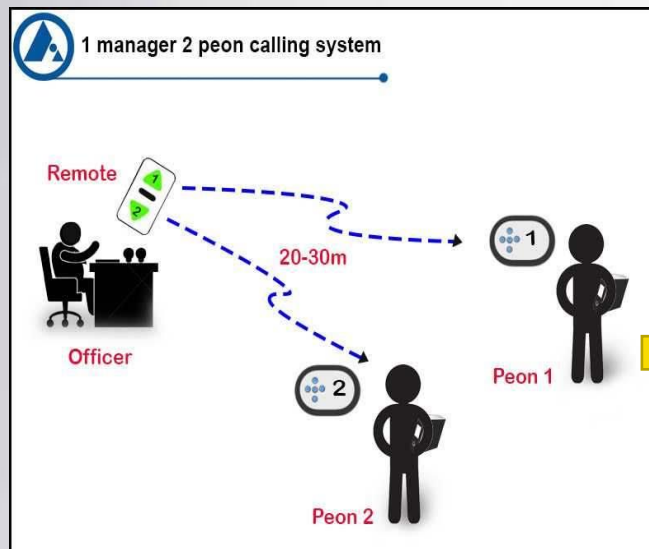 1 manager 2 peon calling system
Remote
1
2
20-30m
1
Officer
2
Peon 1
Peon 2